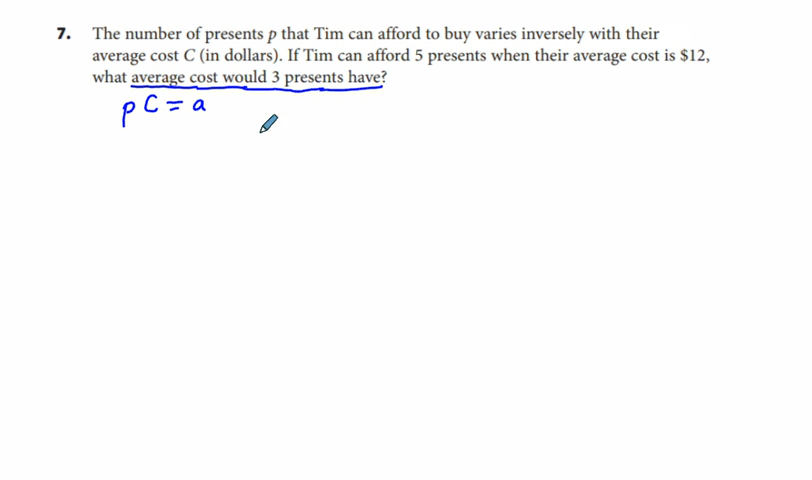 7. The number of presents p that Tim can afford to buy varies inversely with their
average cost C (in dollars). If Tim can afford 5 presents when their average cost is $12,
what average cost would 3 presents have?
pC = a